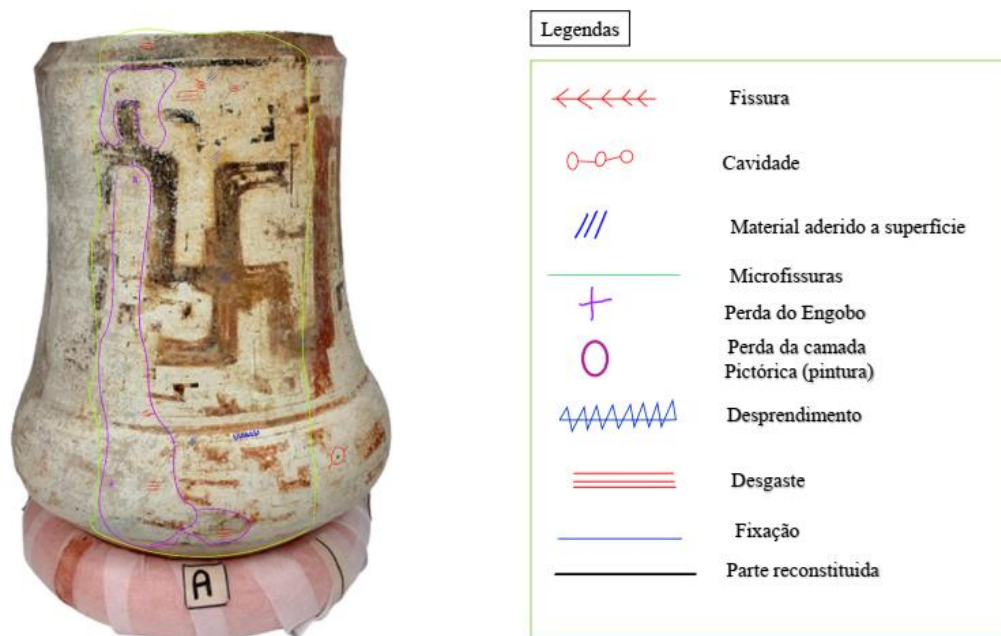 Legendas
Fissura
Cavidade
Material aderido a superfície
Microfissuras
Perda do Engobo
Perda da camada
Pictórica (pintura)
Desprendimento
Desgaste
Fixação
Parte reconstituida
A